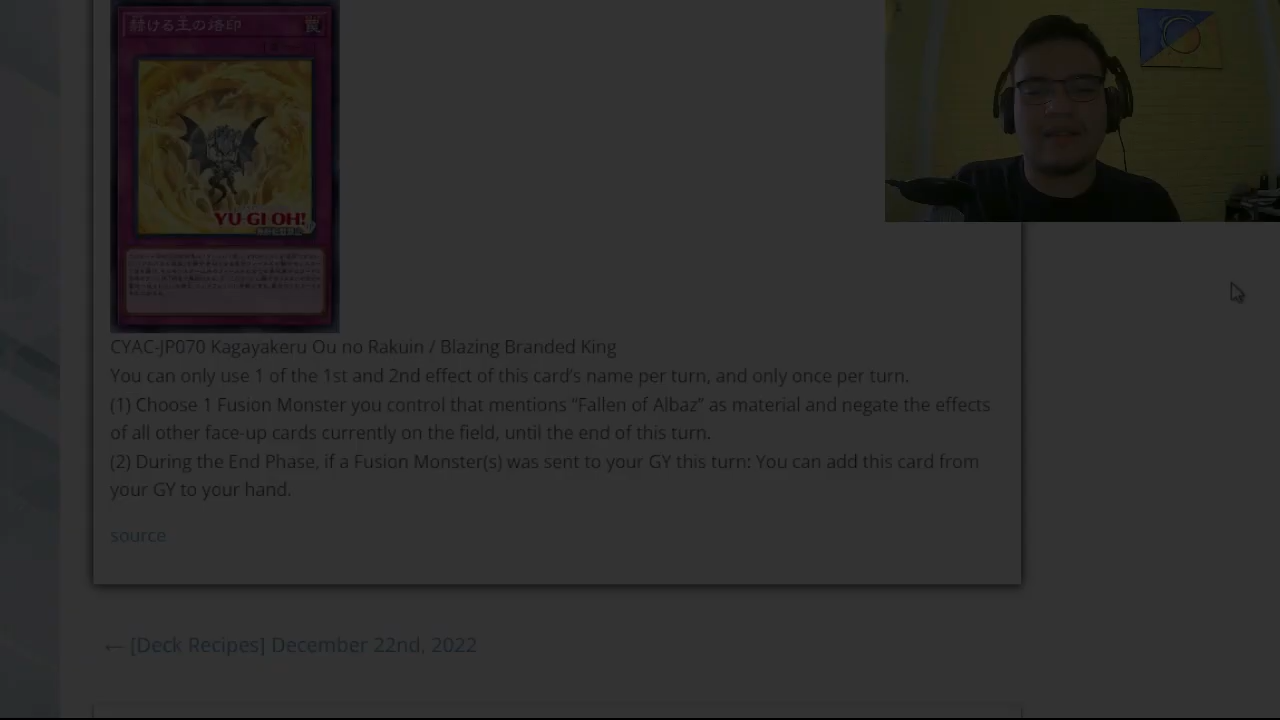 赫ける王の烙印
罠
YU-GI-OH!
CYAC-JP070 Kagayakeru Ou no Rakuin / Blazing Branded King
You can only use 1 of the 1st and 2nd effect of this card’s name per turn, and only once per turn.
(1) Choose 1 Fusion Monster you control that mentions “Fallen of Albaz” as material and negate the effects
of all other face-up cards currently on the field, until the end of this turn.
(2) During the End Phase, if a Fusion Monster(s) was sent to your GY this turn: You can add this card from
your GY to your hand.
source
← [Deck Recipes] December 22nd, 2022